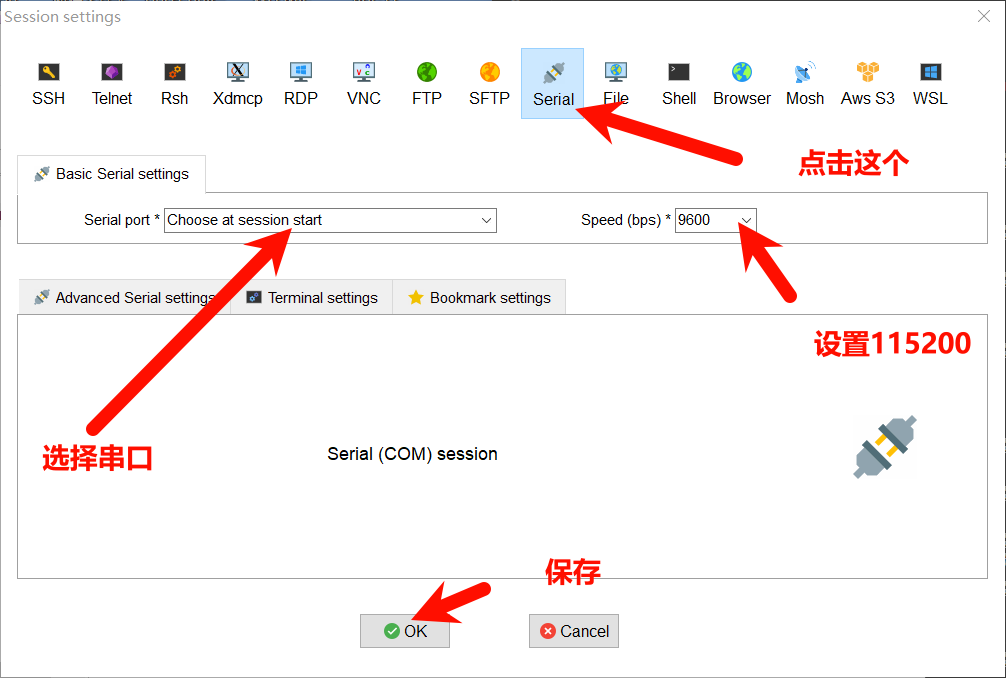 Session settings
SSH
Telnet
Rsh
Xdmcp
RDP
VNC
FTP
SFTP
Serial
File
Shell
Browser
Mosh
Aws S3
WSL
点击这个
Basic Serial settings
Serial port * Choose at session start
Speed (bps) * 9600
Advanced Serial settings
Terminal settings
Bookmark settings
设置115200
选择串口
Serial (COM) session
保存
OK
Cancel